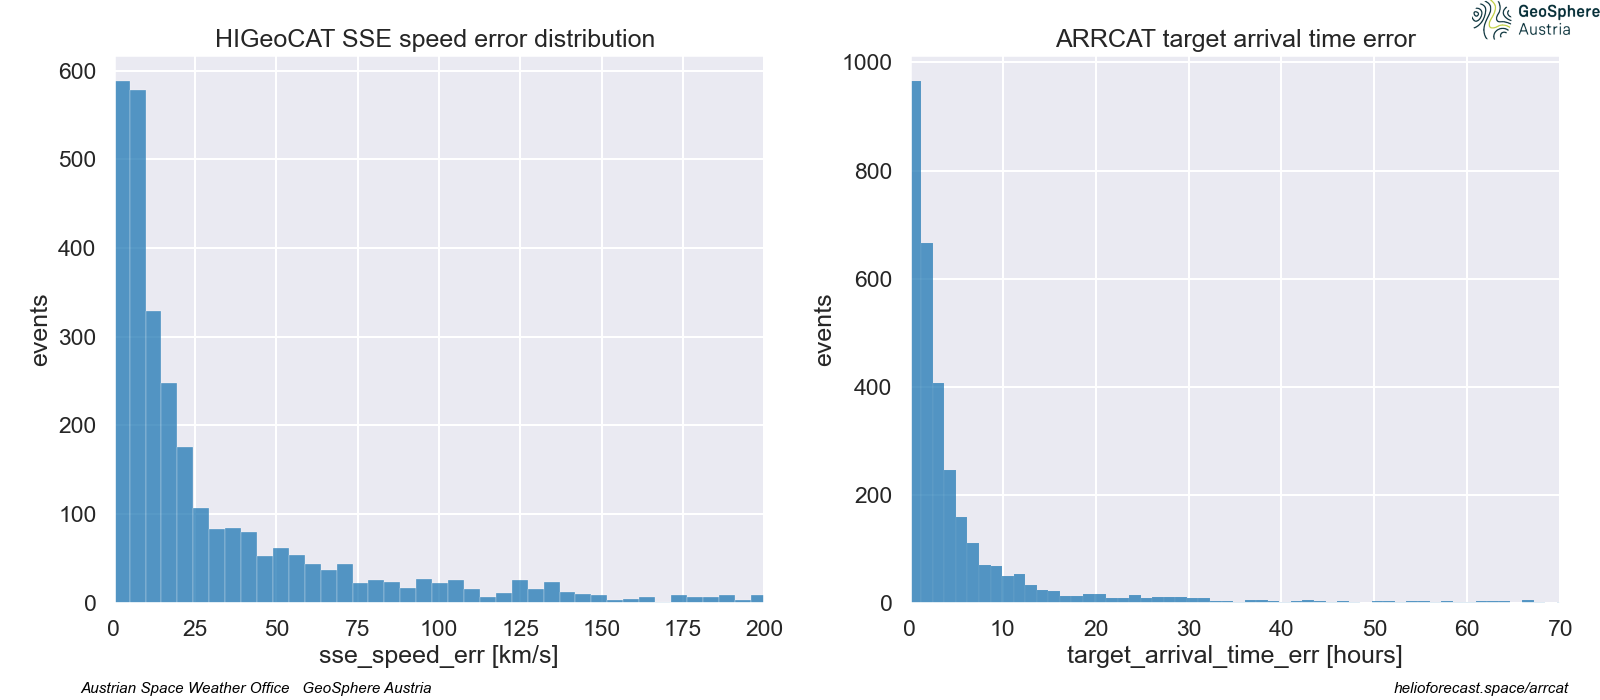 GeoSphere
Austria
HIGeoCAT SSE speed error distribution
600
500
400
300
200
100
0
events
0 25 50 75 100 125 150 175 200
sse_speed_err [km/s]
ARRCAT target arrival time error
1000
800
600
400
200
0
events
0 10 20 30 40 50 60 70
target_arrival_time_err [hours]
Austrian Space Weather Office GeoSphere Austria
helioforecast.space/arrcat